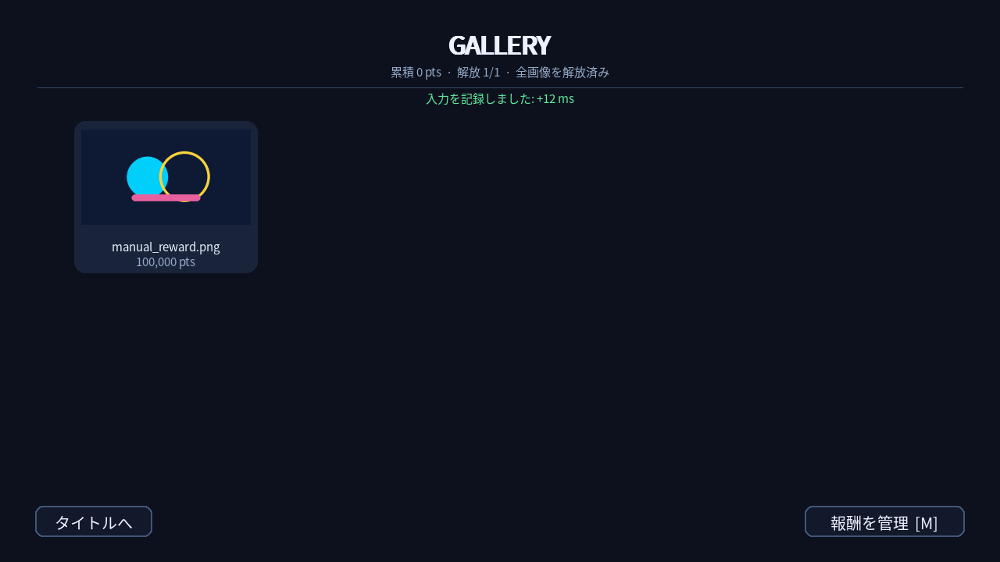 GALLERY
累積 0 pts · 解放 1/1 · 全画像を解放済み
入力を記録しました: +12 ms
manual_reward.png
100,000 pts
タイトルへ
報酬を管理 [M]